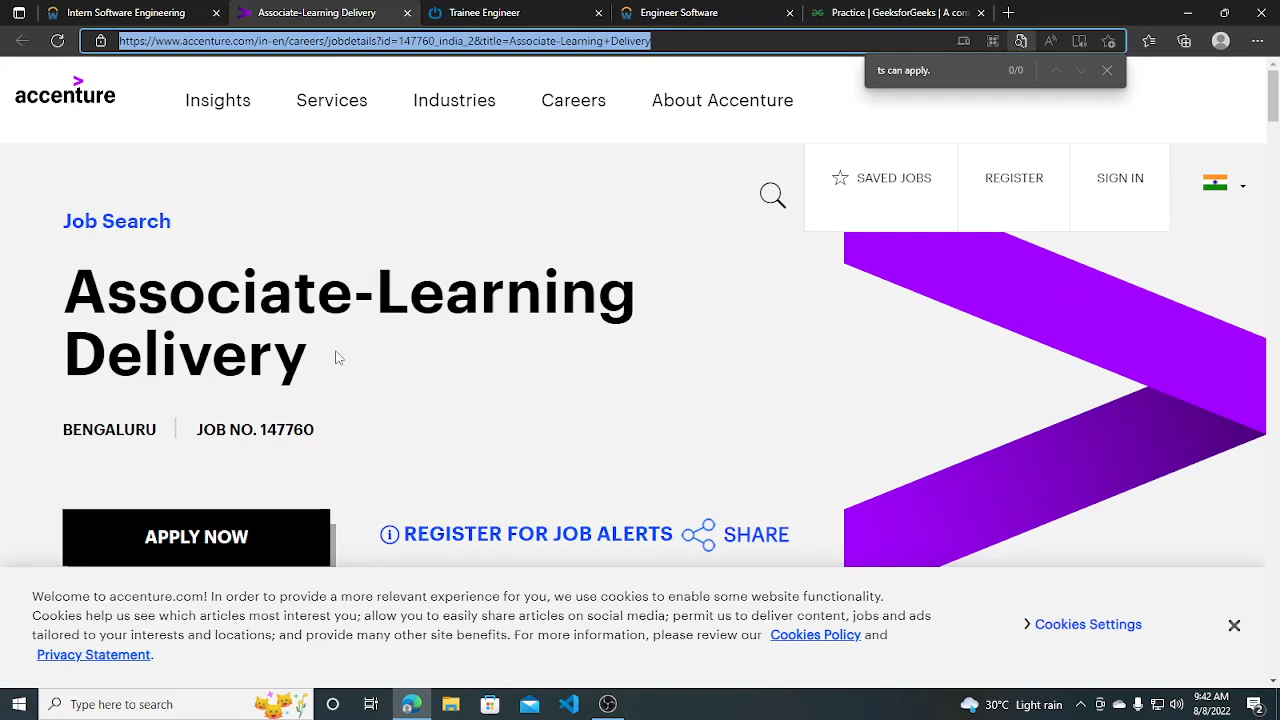 Intern Software Engineering
Associate-Learning Delivery
Trainee Engineer
Engineer Software
Practice | GeeksforGeeks | A com
https://www.accenture.com/in-en/careers/jobdetails?id=147760_india_2&title=Associate-Learning+Delivery
ts can apply.
0/0
accenture
Insights
Services
Industries
Careers
About Accenture
SAVED JOBS
REGISTER
SIGN IN
Job Search
Associate-Learning
Delivery
BENGALURU
JOB NO. 147760
APPLY NOW
REGISTER FOR JOB ALERTS
SHARE
Welcome to accenture.com! In order to provide a more relevant experience for you, we use cookies to enable some website functionality.
Cookies help us see which articles most interest you; allow you to easily share articles on social media; permit us to deliver content, jobs and ads
tailored to your interests and locations; and provide many other site benefits. For more information, please review our Cookies Policy and
Privacy Statement.
Cookies Settings
Type here to search
30°C Light rain
9:42 AM
8/8/2022
2